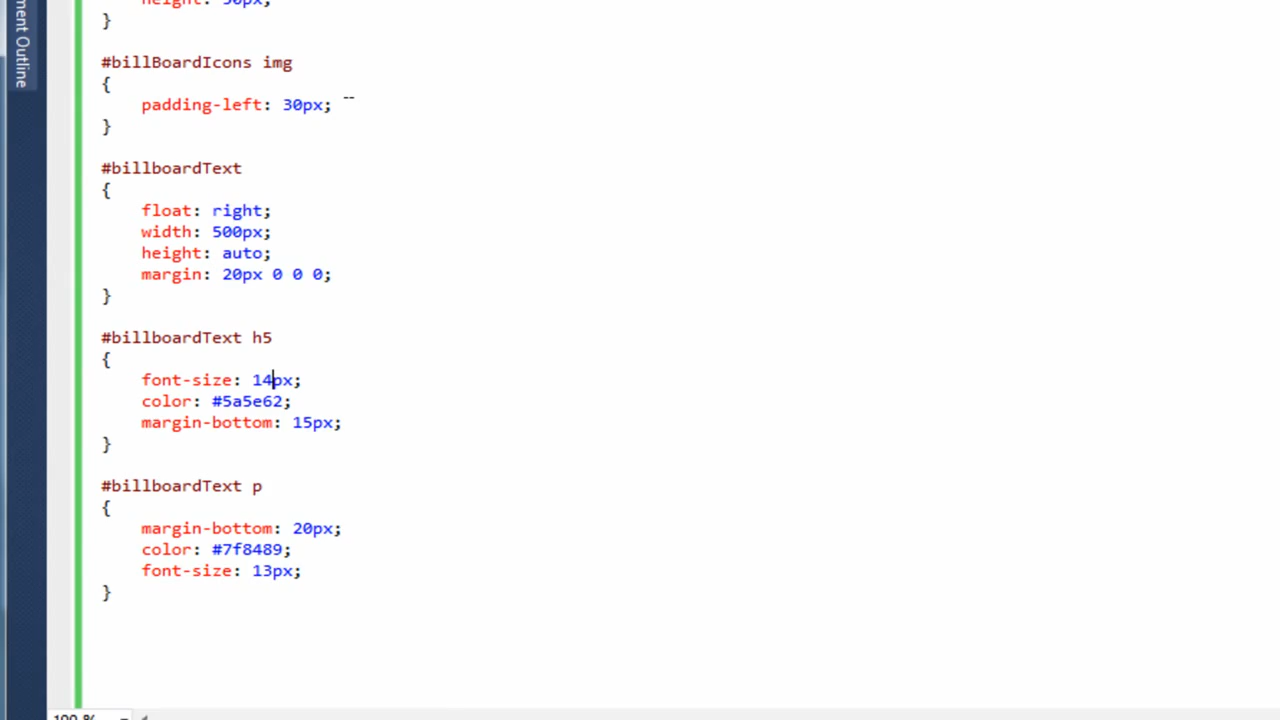 ment Outline
height: 50px;
}
#billBoardIcons img
{
padding-left: 30px;
}
#billboardText
{
float: right;
width: 500px;
height: auto;
margin: 20px 0 0 0;
}
#billboardText h5
{
font-size: 14px;
color: #5a5e62;
margin-bottom: 15px;
}
#billboardText p
{
margin-bottom: 20px;
color: #7f8489;
font-size: 13px;
}
100 %